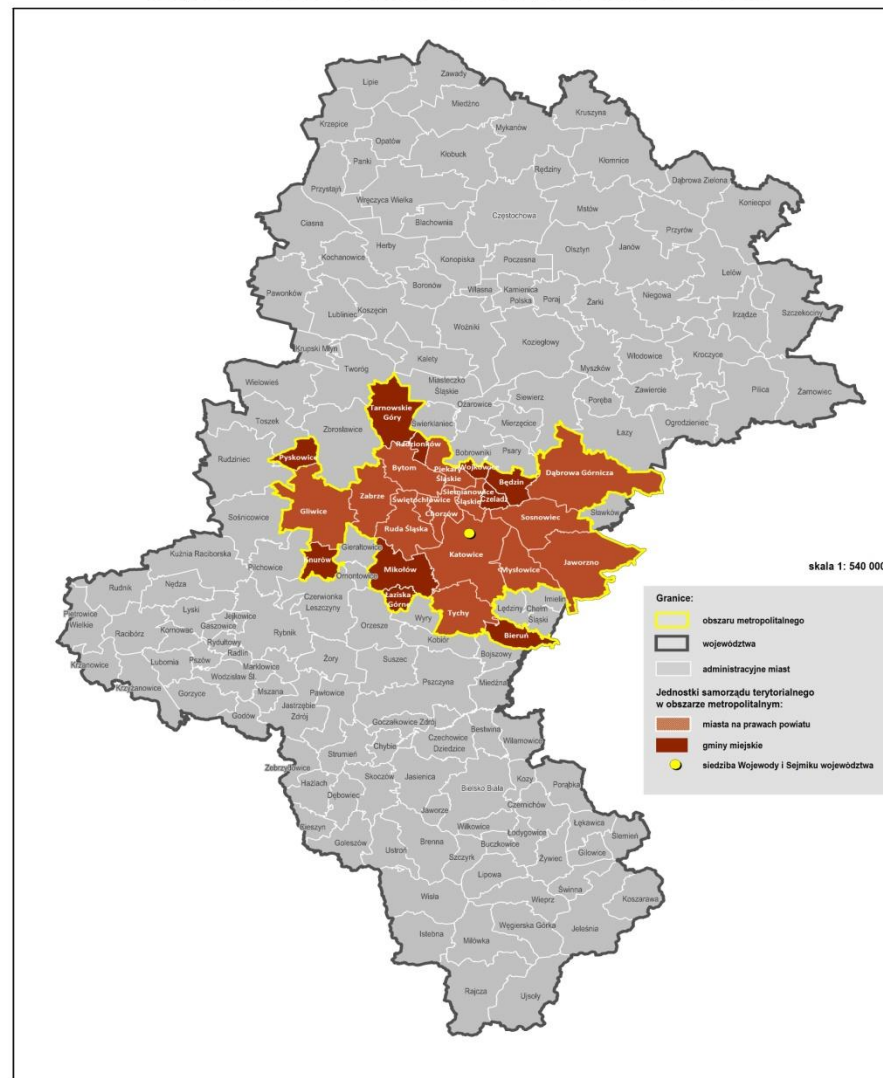 Zawady
Lipie
Miedźno
Kruszyna
Krzepice
Mykanów
Opatów
Kłobuck
Kłomnice
Panki
Rędziny
Dąbrowa Zielona
Przystajń
Koniecpol
Wręczyca Wielka
Częstochowa
Mstów
Ciasna
Blachownia
Przyrów
Herby
Olsztyn
Janów
Kochanowice
Konopiska
Poczesna
Lelów
Boronów
Własna
Kamienica
Polska
Poraj
Żarki
Niegowa
Pawonków
Koszęcin
Irządze
Szczekociny
Lubliniec
Woźniki
Koziegłowy
Krupski Młyn
Kalety
Włodowice
Kroczyce
Myszków
Tworóg
Miasteczko
Śląskie
Wielowieś
Siewierz
Poręba
Zawiercie
Pilica
Żarnowiec
Ożarowice
Tarnowskie
Góry
Mierzęcice
Ogrodzieniec
Świerklaniec
Toszek
Zbrosławice
Radzionków
Łazy
Rudziniec
Bobrowniki
Psary
Pyskowice
Bytom
Piekary
Śląskie
Wojkowice
Dąbrowa Górnicza
Będzin
Gliwice
Zabrze
Świętochłowice
Siemianowice
Śląskie
Czeladź
Sośnicowice
Chorzów
Sosnowiec
Sławków
Ruda Śląska
Gierałtowice
Katowice
Kuźnia Raciborska
Knurów
Mikołów
Mysłowice
Jaworzno
Pilchowice
Ornontowice
Rudnik
Nędza
Czerwionka
Leszczyny
Łaziska
Górne
Tychy
Lędziny
Imielin
Chełm
Śląski
Pietrowice
Wielkie
Lyski
Jejkowice
Orzesze
Wyry
Racibórz
Kornowac
Gaszowice
Rybnik
Kobiór
Bieruń
Rydułtowy
Krzanowice
Lubomia
Pszów
Radlin
Marklowice
Żory
Suszec
Bojszowy
Krzyżanowice
Wodzisław Śl.
Pszczyna
Miedźna
Gorzyce
Mszana
Pawłowice
Godów
Jastrzębie
Zdrój
Goczałkowice Zdrój
Bestwina
Strumień
Chybie
Czechowice
Dziedzice
Wilamowice
Zebrzydowice
Hażlach
Skoczów
Jasienica
Bielsko Biała
Kozy
Porąbka
Dębowiec
Jaworze
Czernichów
Cieszyn
Wilkowice
Łękawica
Goleszów
Ustroń
Brenna
Buczkowice
Łodygowice
Ślemień
Szczyrk
Żywiec
Gilowice
Lipowa
Wisła
Świnna
Wieprz
Koszarawa
Istebna
Węgierska Górka
Jeleśnia
Milówka
Rajcza
Ujsoły
skala 1: 540 000
Granice:
obszaru metropolitalnego
województwa
administracyjne miast
Jednostki samorządu terytorialnego
w obszarze metropolitalnym:
miasta na prawach powiatu
gminy miejskie
siedziba Wojewody i Sejmiku województwa